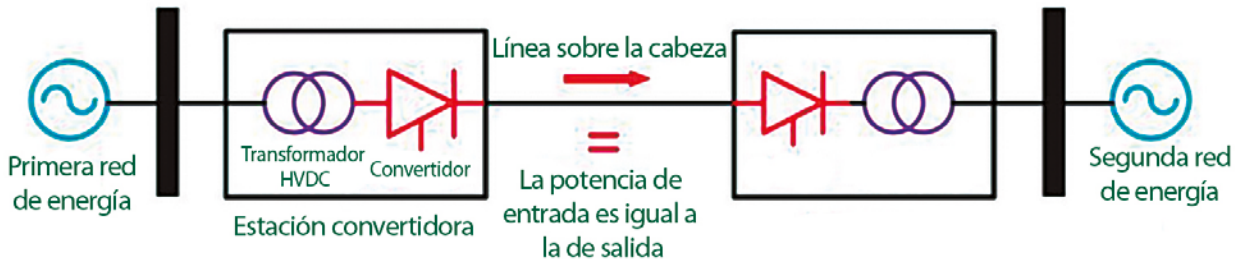 Primera red
de energía
Transformador
HVDC
Convertidor
Estación convertidora
Línea sobre la cabeza
La potencia de
entrada es igual a
la de salida
Segunda red
de energía